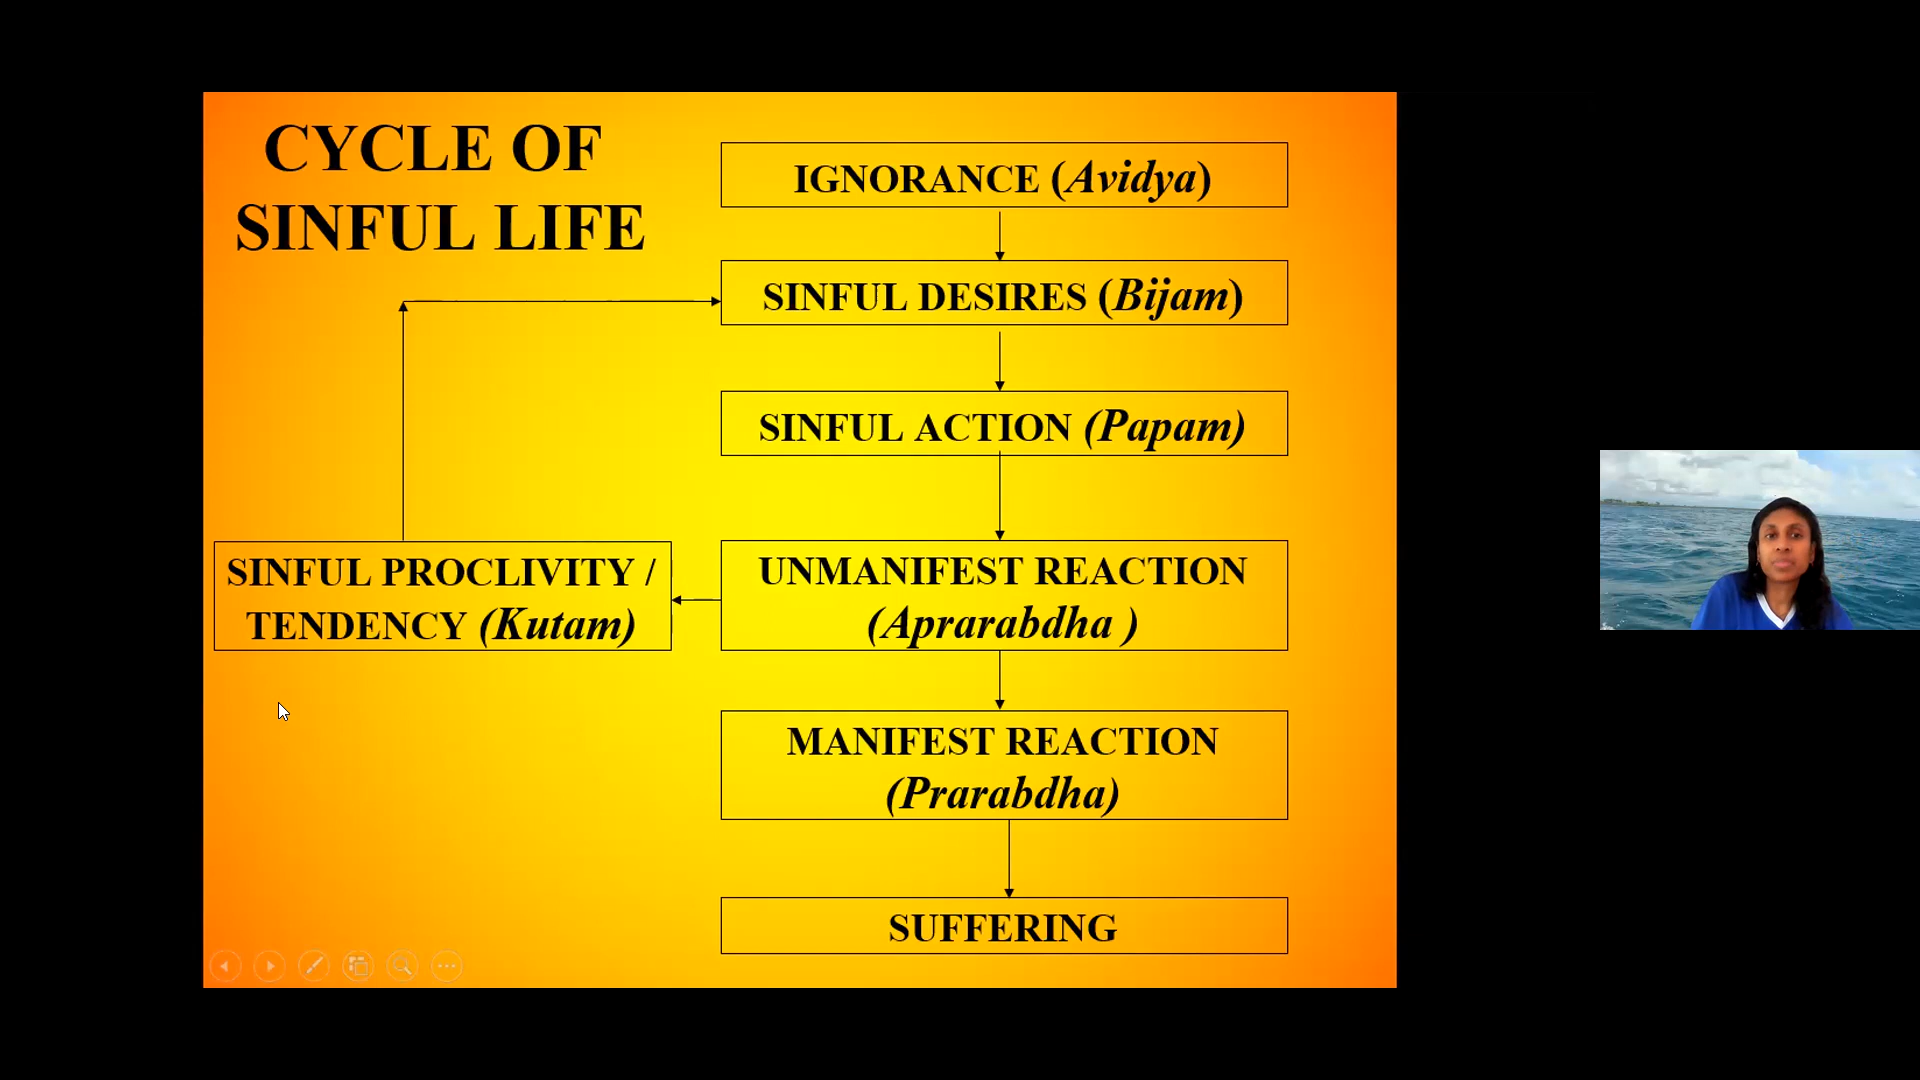 CYCLE OF
SINFUL LIFE
IGNORANCE (Avidya)
SINFUL DESIRES (Bijam)
SINFUL ACTION (Papam)
UNMANIFEST REACTION
(Aprarabdha )
SINFUL PROCLIVITY /
TENDENCY (Kutam)
MANIFEST REACTION
(Prarabdha)
SUFFERING